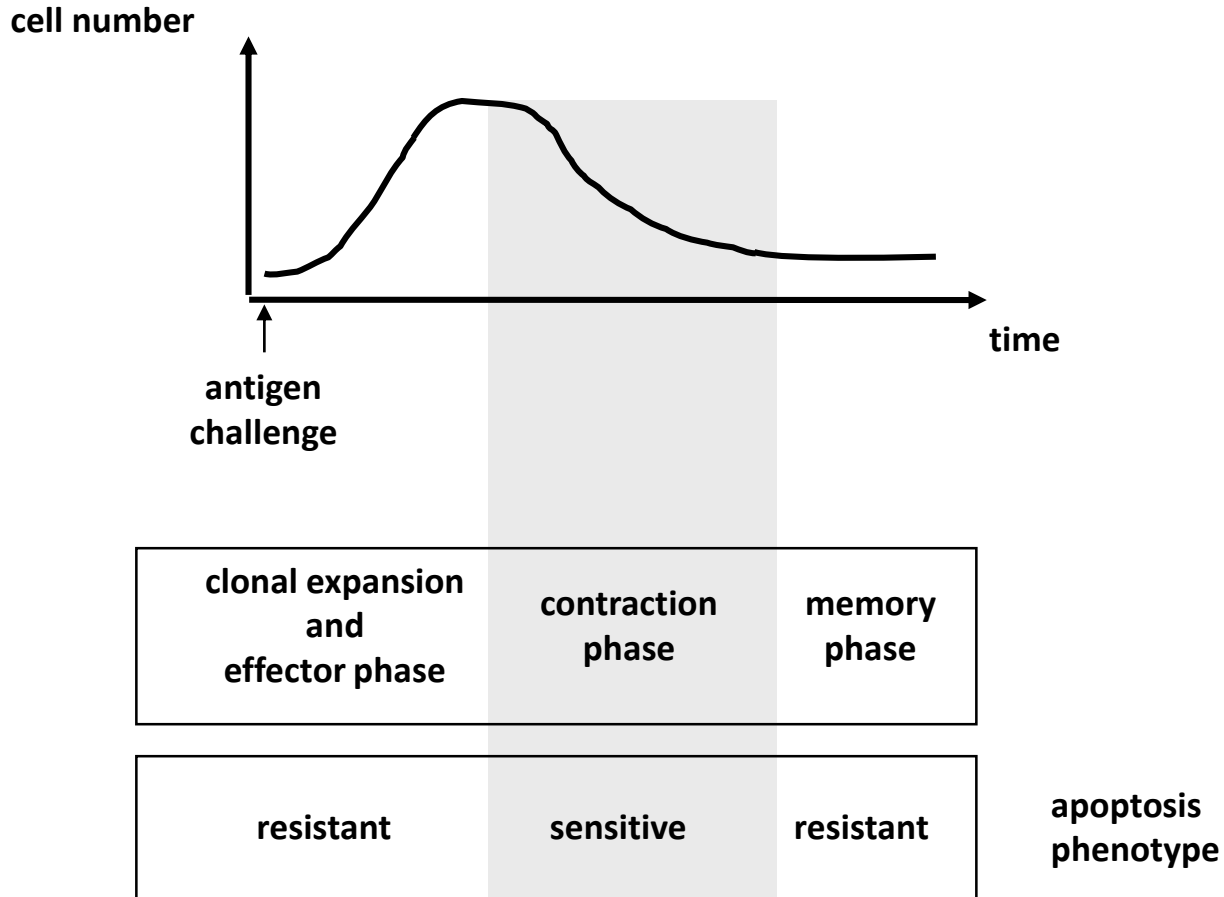 cell number
time
antigen
challenge
clonal expansion
and
effector phase
contraction
phase
memory
phase
resistant
sensitive
resistant
apoptosis
phenotype